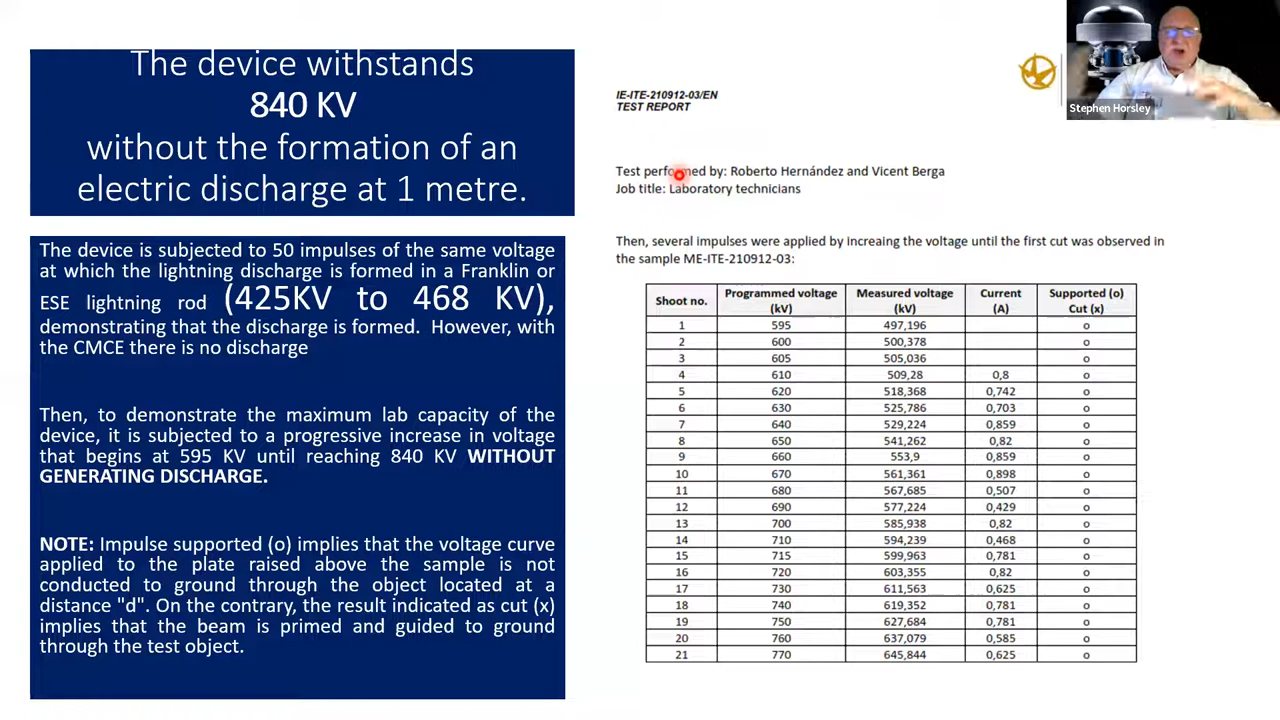 The device withstands
840 KV
without the formation of an
electric discharge at 1 metre.
The device is subjected to 50 impulses of the same voltage
at which the lightning discharge is formed in a Franklin or
ESE lightning rod (425KV to 468 KV),
demonstrating that the discharge is formed. However, with
the CMCE there is no discharge
Then, to demonstrate the maximum lab capacity of the
device, it is subjected to a progressive increase in voltage
that begins at 595 KV until reaching 840 KV WITHOUT
GENERATING DISCHARGE.
NOTE: Impulse supported (o) implies that the voltage curve
applied to the plate raised above the sample is not
conducted to ground through the object located at a
distance "d". On the contrary, the result indicated as cut (x)
implies that the beam is primed and guided to ground
through the test object.
IE-ITE-210912-03/EN
TEST REPORT
Stephen Horsley
Test performed by: Roberto Hernández and Vicent Berga
Job title: Laboratory technicians
Then, several impulses were applied by increaing the voltage until the first cut was observed in
the sample ME-ITE-210912-03:
Shoot no. Programmed voltage (kV) Measured voltage (kV) Current (A) Supported (o) Cut (x)
1 595 497,196 o
2 600 500,378 o
3 605 505,036 o
4 610 509,28 0,8 o
5 620 518,368 0,742 o
6 630 525,786 0,703 o
7 640 529,224 0,859 o
8 650 541,262 0,82 o
9 660 553,9 0,859 o
10 670 561,361 0,898 o
11 680 567,685 0,507 o
12 690 577,224 0,429 o
13 700 585,938 0,82 o
14 710 594,239 0,468 o
15 715 599,963 0,781 o
16 720 603,355 0,82 o
17 730 611,563 0,625 o
18 740 619,352 0,781 o
19 750 627,684 0,781 o
20 760 637,079 0,585 o
21 770 645,844 0,625 o